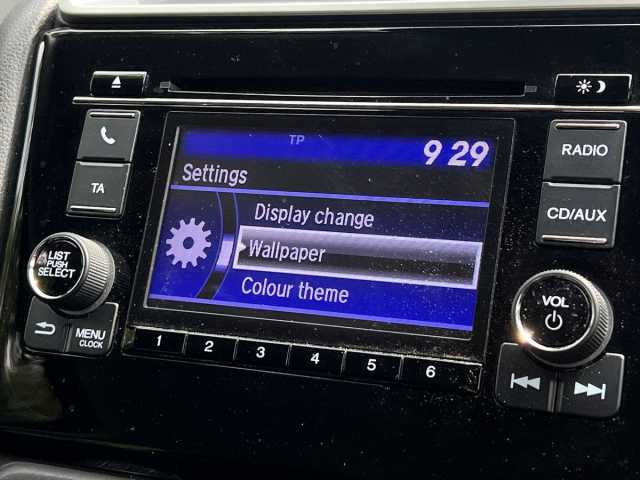 TP
9 29
Settings
Display change
Wallpaper
Colour theme
TA
LIST
PUSH
SELECT
MENU
CLOCK
RADIO
CD/AUX
VOL
1 2 3 4 5 6